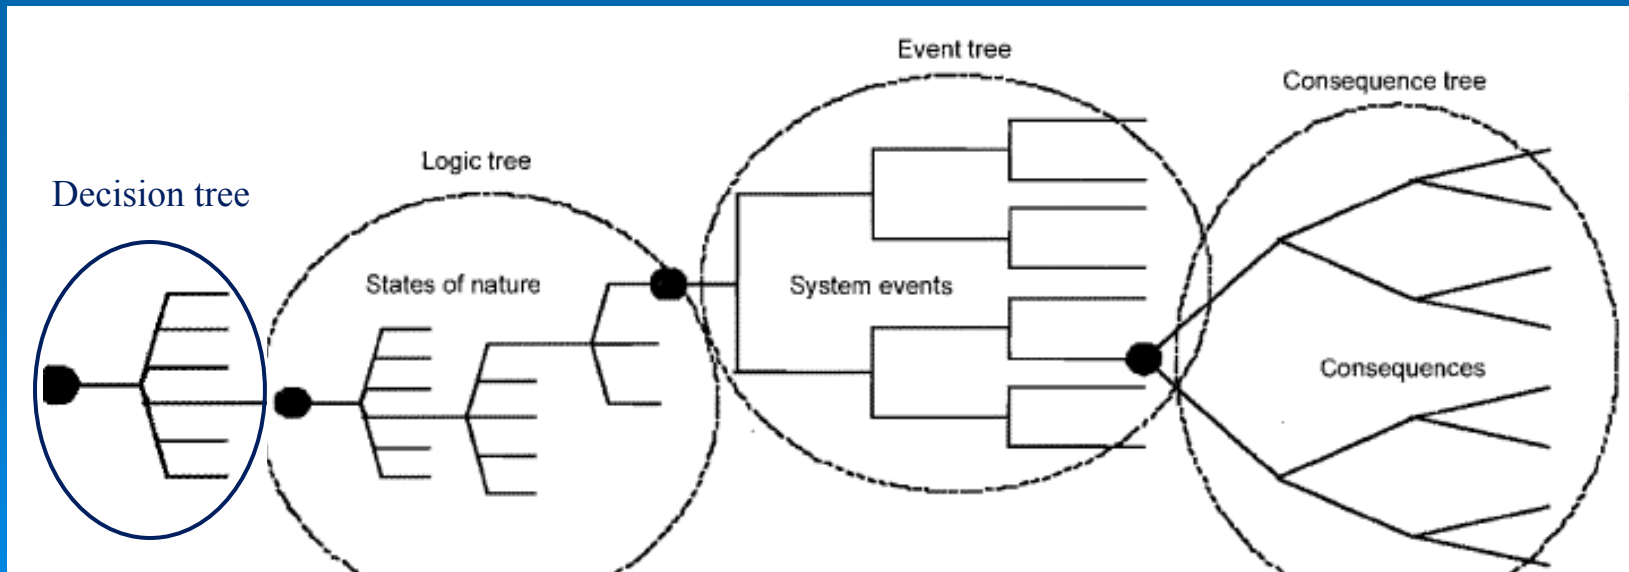 Event tree
Consequence tree
Logic tree
Decision tree
States of nature
System events
Consequences